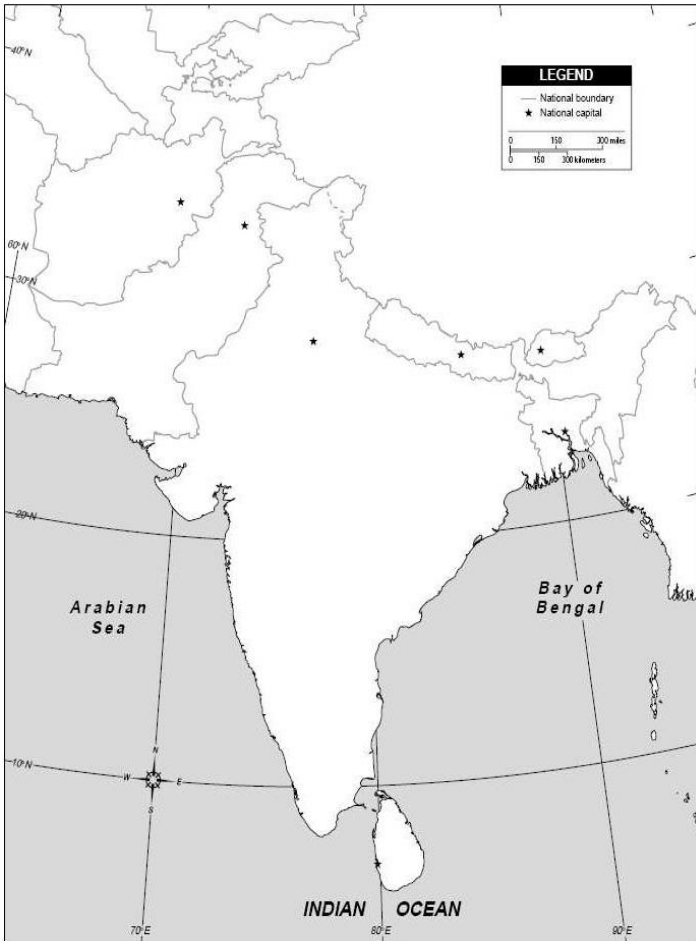 LEGEND
National boundary
National capital
0 150 300 miles
0 150 300 kilometers
40°N
60°N
30°N
20°N
Arabian
Sea
Bay of
Bengal
10°N
N
W E
S
INDIAN OCEAN
70°E
80°E
90°E